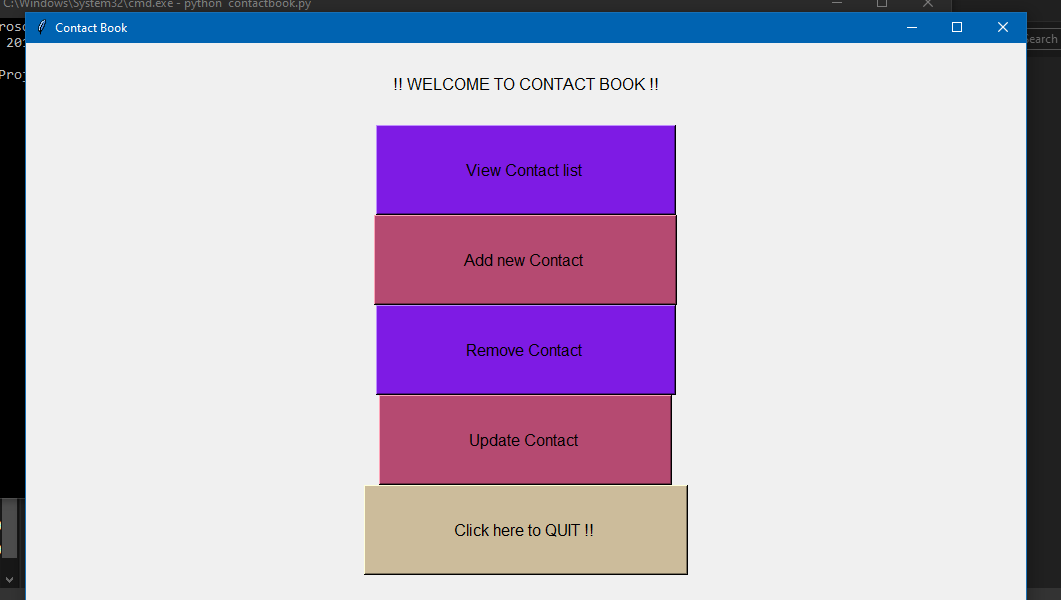 C:\Windows\System32\cmd.exe - python contactbook.py
Contact Book
Search
!! WELCOME TO CONTACT BOOK !!
View Contact list
Add new Contact
Remove Contact
Update Contact
Click here to QUIT !!